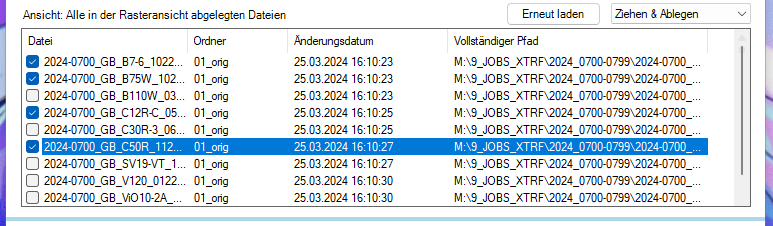 Ansicht: Alle in der Rasteransicht abgelegten Dateien Erneut laden Ziehen & Ablegen
Datei Ordner Änderungsdatum Vollständiger Pfad
2024-0700_GB_B7-6_1022... 01_orig 25.03.2024 16:10:23 M:\9_JOBS_XTRF\2024_0700-0799\2024-0700_...
2024-0700_GB_B75W_102... 01_orig 25.03.2024 16:10:23 M:\9_JOBS_XTRF\2024_0700-0799\2024-0700_...
2024-0700_GB_B110W_03... 01_orig 25.03.2024 16:10:23 M:\9_JOBS_XTRF\2024_0700-0799\2024-0700_...
2024-0700_GB_C12R-C_05... 01_orig 25.03.2024 16:10:25 M:\9_JOBS_XTRF\2024_0700-0799\2024-0700_...
2024-0700_GB_C30R-3_06... 01_orig 25.03.2024 16:10:25 M:\9_JOBS_XTRF\2024_0700-0799\2024-0700_...
2024-0700_GB_C50R_112... 01_orig 25.03.2024 16:10:27 M:\9_JOBS_XTRF\2024_0700-0799\2024-0700_...
2024-0700_GB_SV19-VT_1... 01_orig 25.03.2024 16:10:27 M:\9_JOBS_XTRF\2024_0700-0799\2024-0700_...
2024-0700_GB_V120_0122... 01_orig 25.03.2024 16:10:30 M:\9_JOBS_XTRF\2024_0700-0799\2024-0700_...
2024-0700_GB_ViO10-2A_... 01_orig 25.03.2024 16:10:30 M:\9_JOBS_XTRF\2024_0700-0799\2024-0700_...